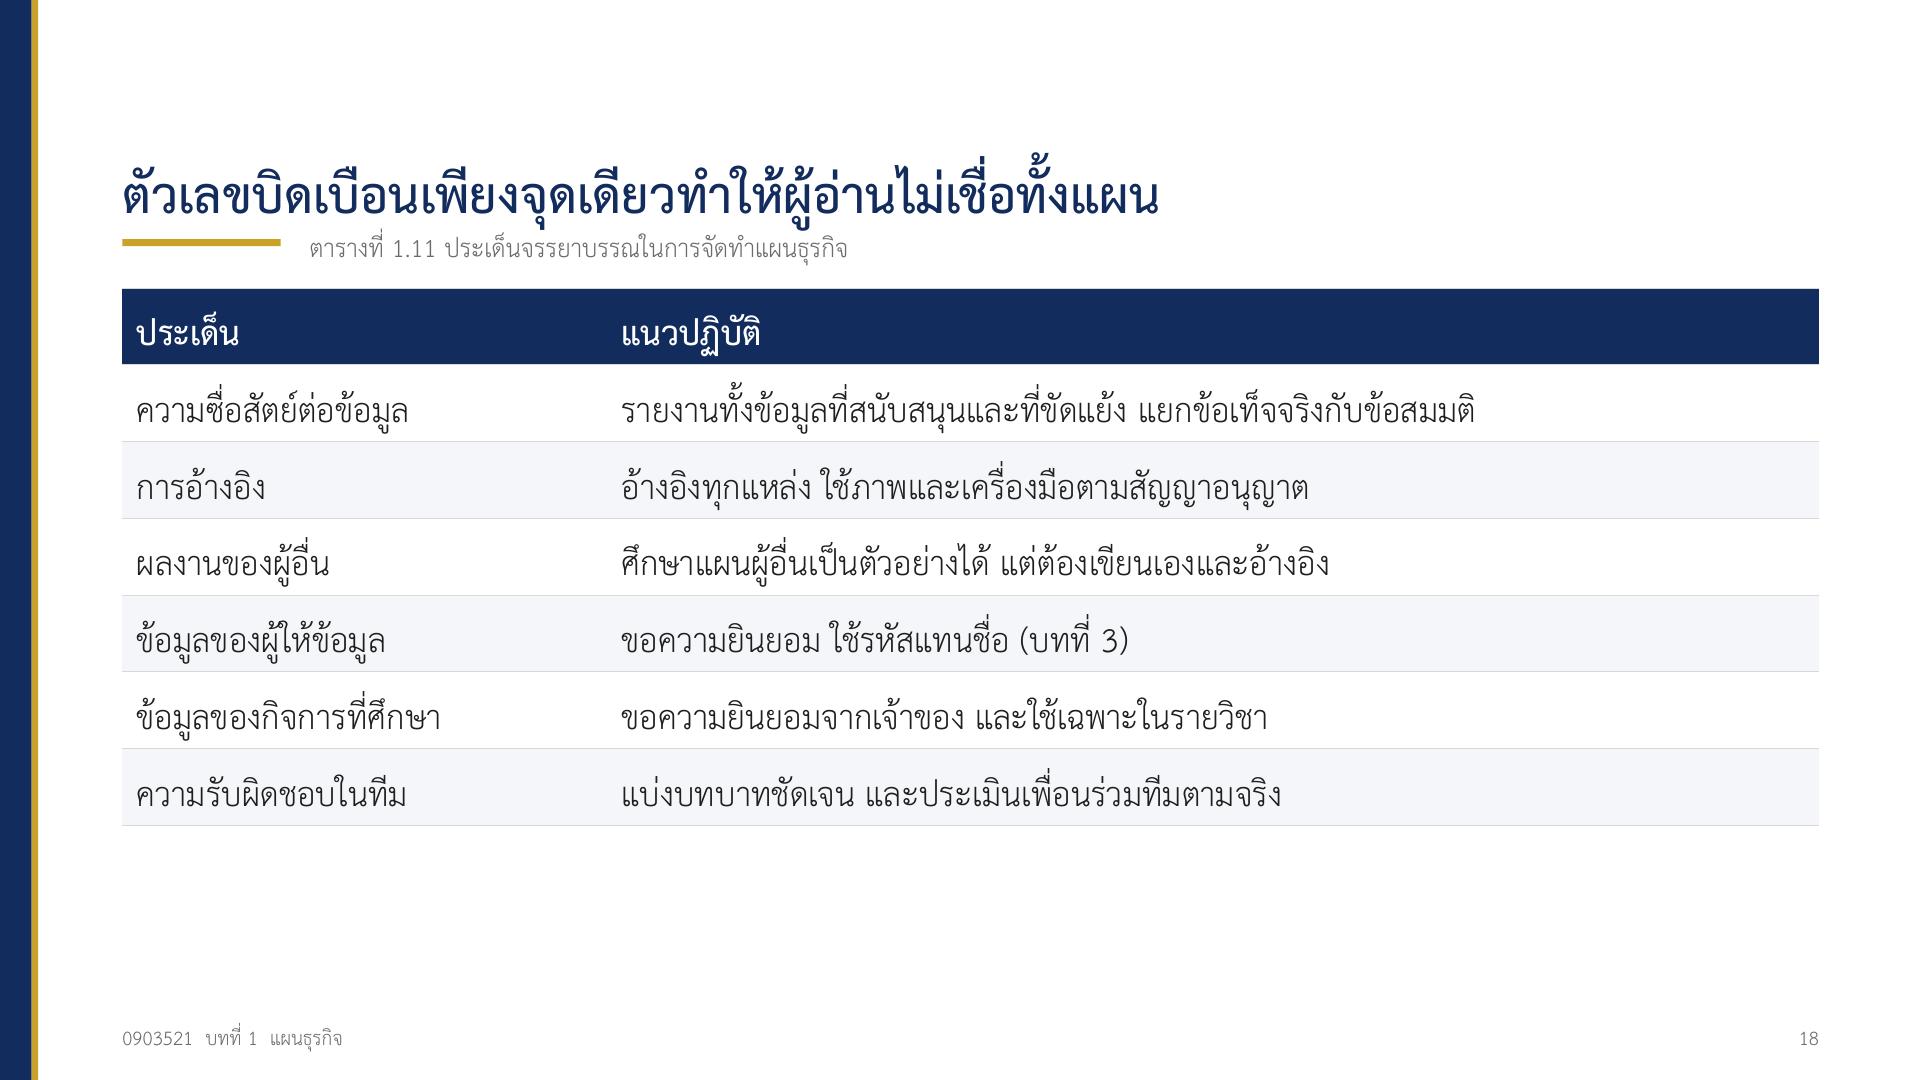 ตัวเลขบิดเบือนเพียงจุดเดียวทำให้ผู้อ่านไม่เชื่อทั้งแผน
ตารางที่ 1.11 ประเด็นจรรยาบรรณในการจัดทำแผนธุรกิจ
ประเด็น แนวปฏิบัติ
ความซื่อสัตย์ต่อข้อมูล รายงานทั้งข้อมูลที่สนับสนุนและที่ขัดแย้ง แยกข้อเท็จจริงกับข้อสมมติ
การอ้างอิง อ้างอิงทุกแหล่ง ใช้ภาพและเครื่องมือตามสัญญาอนุญาต
ผลงานของผู้อื่น ศึกษาแผนผู้อื่นเป็นตัวอย่างได้ แต่ต้องเขียนเองและอ้างอิง
ข้อมูลของผู้ให้ข้อมูล ขอความยินยอม ใช้รหัสแทนชื่อ (บทที่ 3)
ข้อมูลของกิจการที่ศึกษา ขอความยินยอมจากเจ้าของ และใช้เฉพาะในรายวิชา
ความรับผิดชอบในทีม แบ่งบทบาทชัดเจน และประเมินเพื่อนร่วมทีมตามจริง
0903521 บทที่ 1 แผนธุรกิจ 18